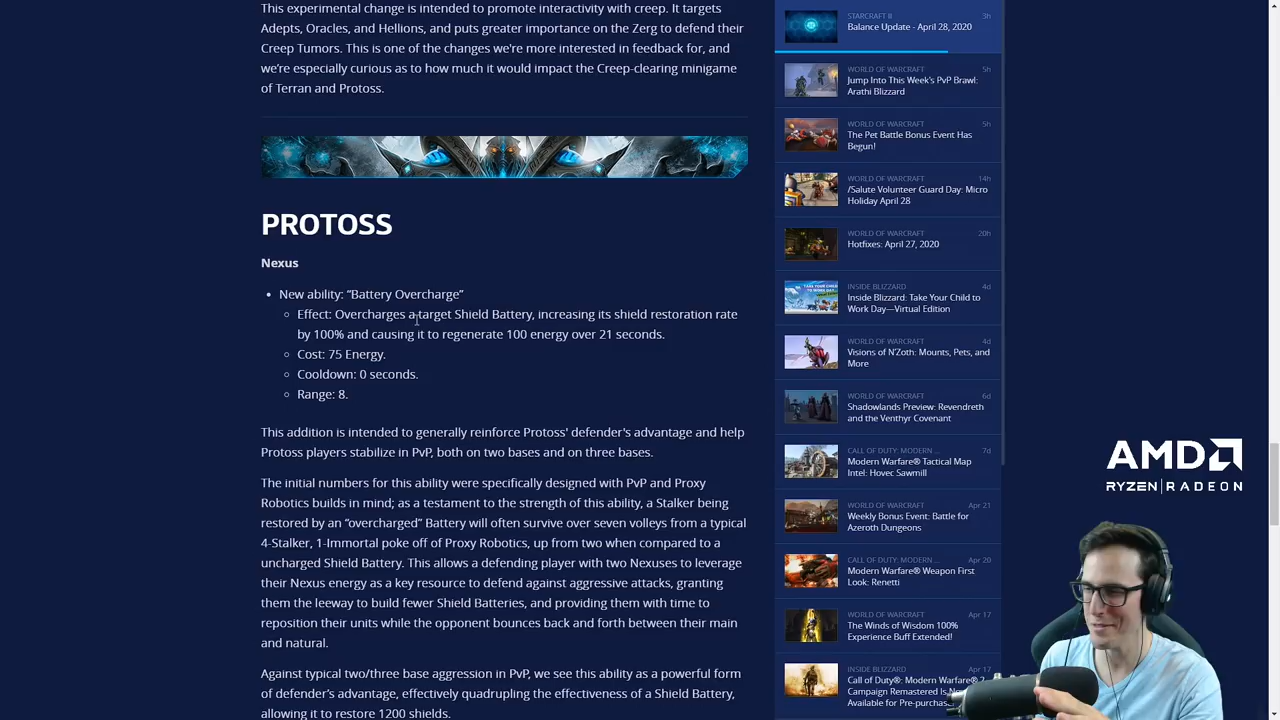 This experimental change is intended to promote interactivity with creep. It targets
Adepts, Oracles, and Hellions, and puts greater importance on the Zerg to defend their
Creep Tumors. This is one of the changes we're more interested in feedback for, and
we're especially curious as to how much it would impact the Creep-clearing minigame
of Terran and Protoss.
PROTOSS
Nexus
New ability: “Battery Overcharge”
Effect: Overcharges a target Shield Battery, increasing its shield restoration rate
by 100% and causing it to regenerate 100 energy over 21 seconds.
Cost: 75 Energy.
Cooldown: 0 seconds.
Range: 8.
This addition is intended to generally reinforce Protoss' defender's advantage and help
Protoss players stabilize in PvP, both on two bases and on three bases.
The initial numbers for this ability were specifically designed with PvP and Proxy
Robotics builds in mind; as a testament to the strength of this ability, a Stalker being
restored by an “overcharged” Battery will often survive over seven volleys from a typical
4-Stalker, 1-Immortal poke off of Proxy Robotics, up from two when compared to a
uncharged Shield Battery. This allows a defending player with two Nexuses to leverage
their Nexus energy as a key resource to defend against aggressive attacks, granting
them the leeway to build fewer Shield Batteries, and providing them with time to
reposition their units while the opponent bounces back and forth between their main
and natural.
Against typical two/three base aggression in PvP, we see this ability as a powerful form
of defender's advantage, effectively quadrupling the effectiveness of a Shield Battery,
allowing it to restore 1200 shields.
STARCRAFT II 3h
Balance Update - April 28, 2020
WORLD OF WARCRAFT 5h
Jump Into This Week's PvP Brawl:
Arathi Blizzard
WORLD OF WARCRAFT 5h
The Pet Battle Bonus Event Has
Begun!
WORLD OF WARCRAFT 14h
/Salute Volunteer Guard Day: Micro
Holiday April 28
WORLD OF WARCRAFT 20h
Hotfixes: April 27, 2020
INSIDE BLIZZARD 4d
Inside Blizzard: Take Your Child to
Work Day—Virtual Edition
WORLD OF WARCRAFT 4d
Visions of N'Zoth: Mounts, Pets, and
More
WORLD OF WARCRAFT 6d
Shadowlands Preview: Revendreth
and the Venthyr Covenant
CALL OF DUTY: MODERN ... 7d
Modern Warfare® Tactical Map
Intel: Hovec Sawmill
WORLD OF WARCRAFT Apr 21
Weekly Bonus Event: Battle for
Azeroth Dungeons
CALL OF DUTY: MODERN ... Apr 20
Modern Warfare® Weapon First
Look: Renetti
WORLD OF WARCRAFT Apr 17
The Winds of Wisdom 100%
Experience Buff Extended!
INSIDE BLIZZARD Apr 17
Call of Duty®: Modern Warfare® 2
Campaign Remastered Is
Available for Pre-purchase
AMD
RYZEN | RADEON